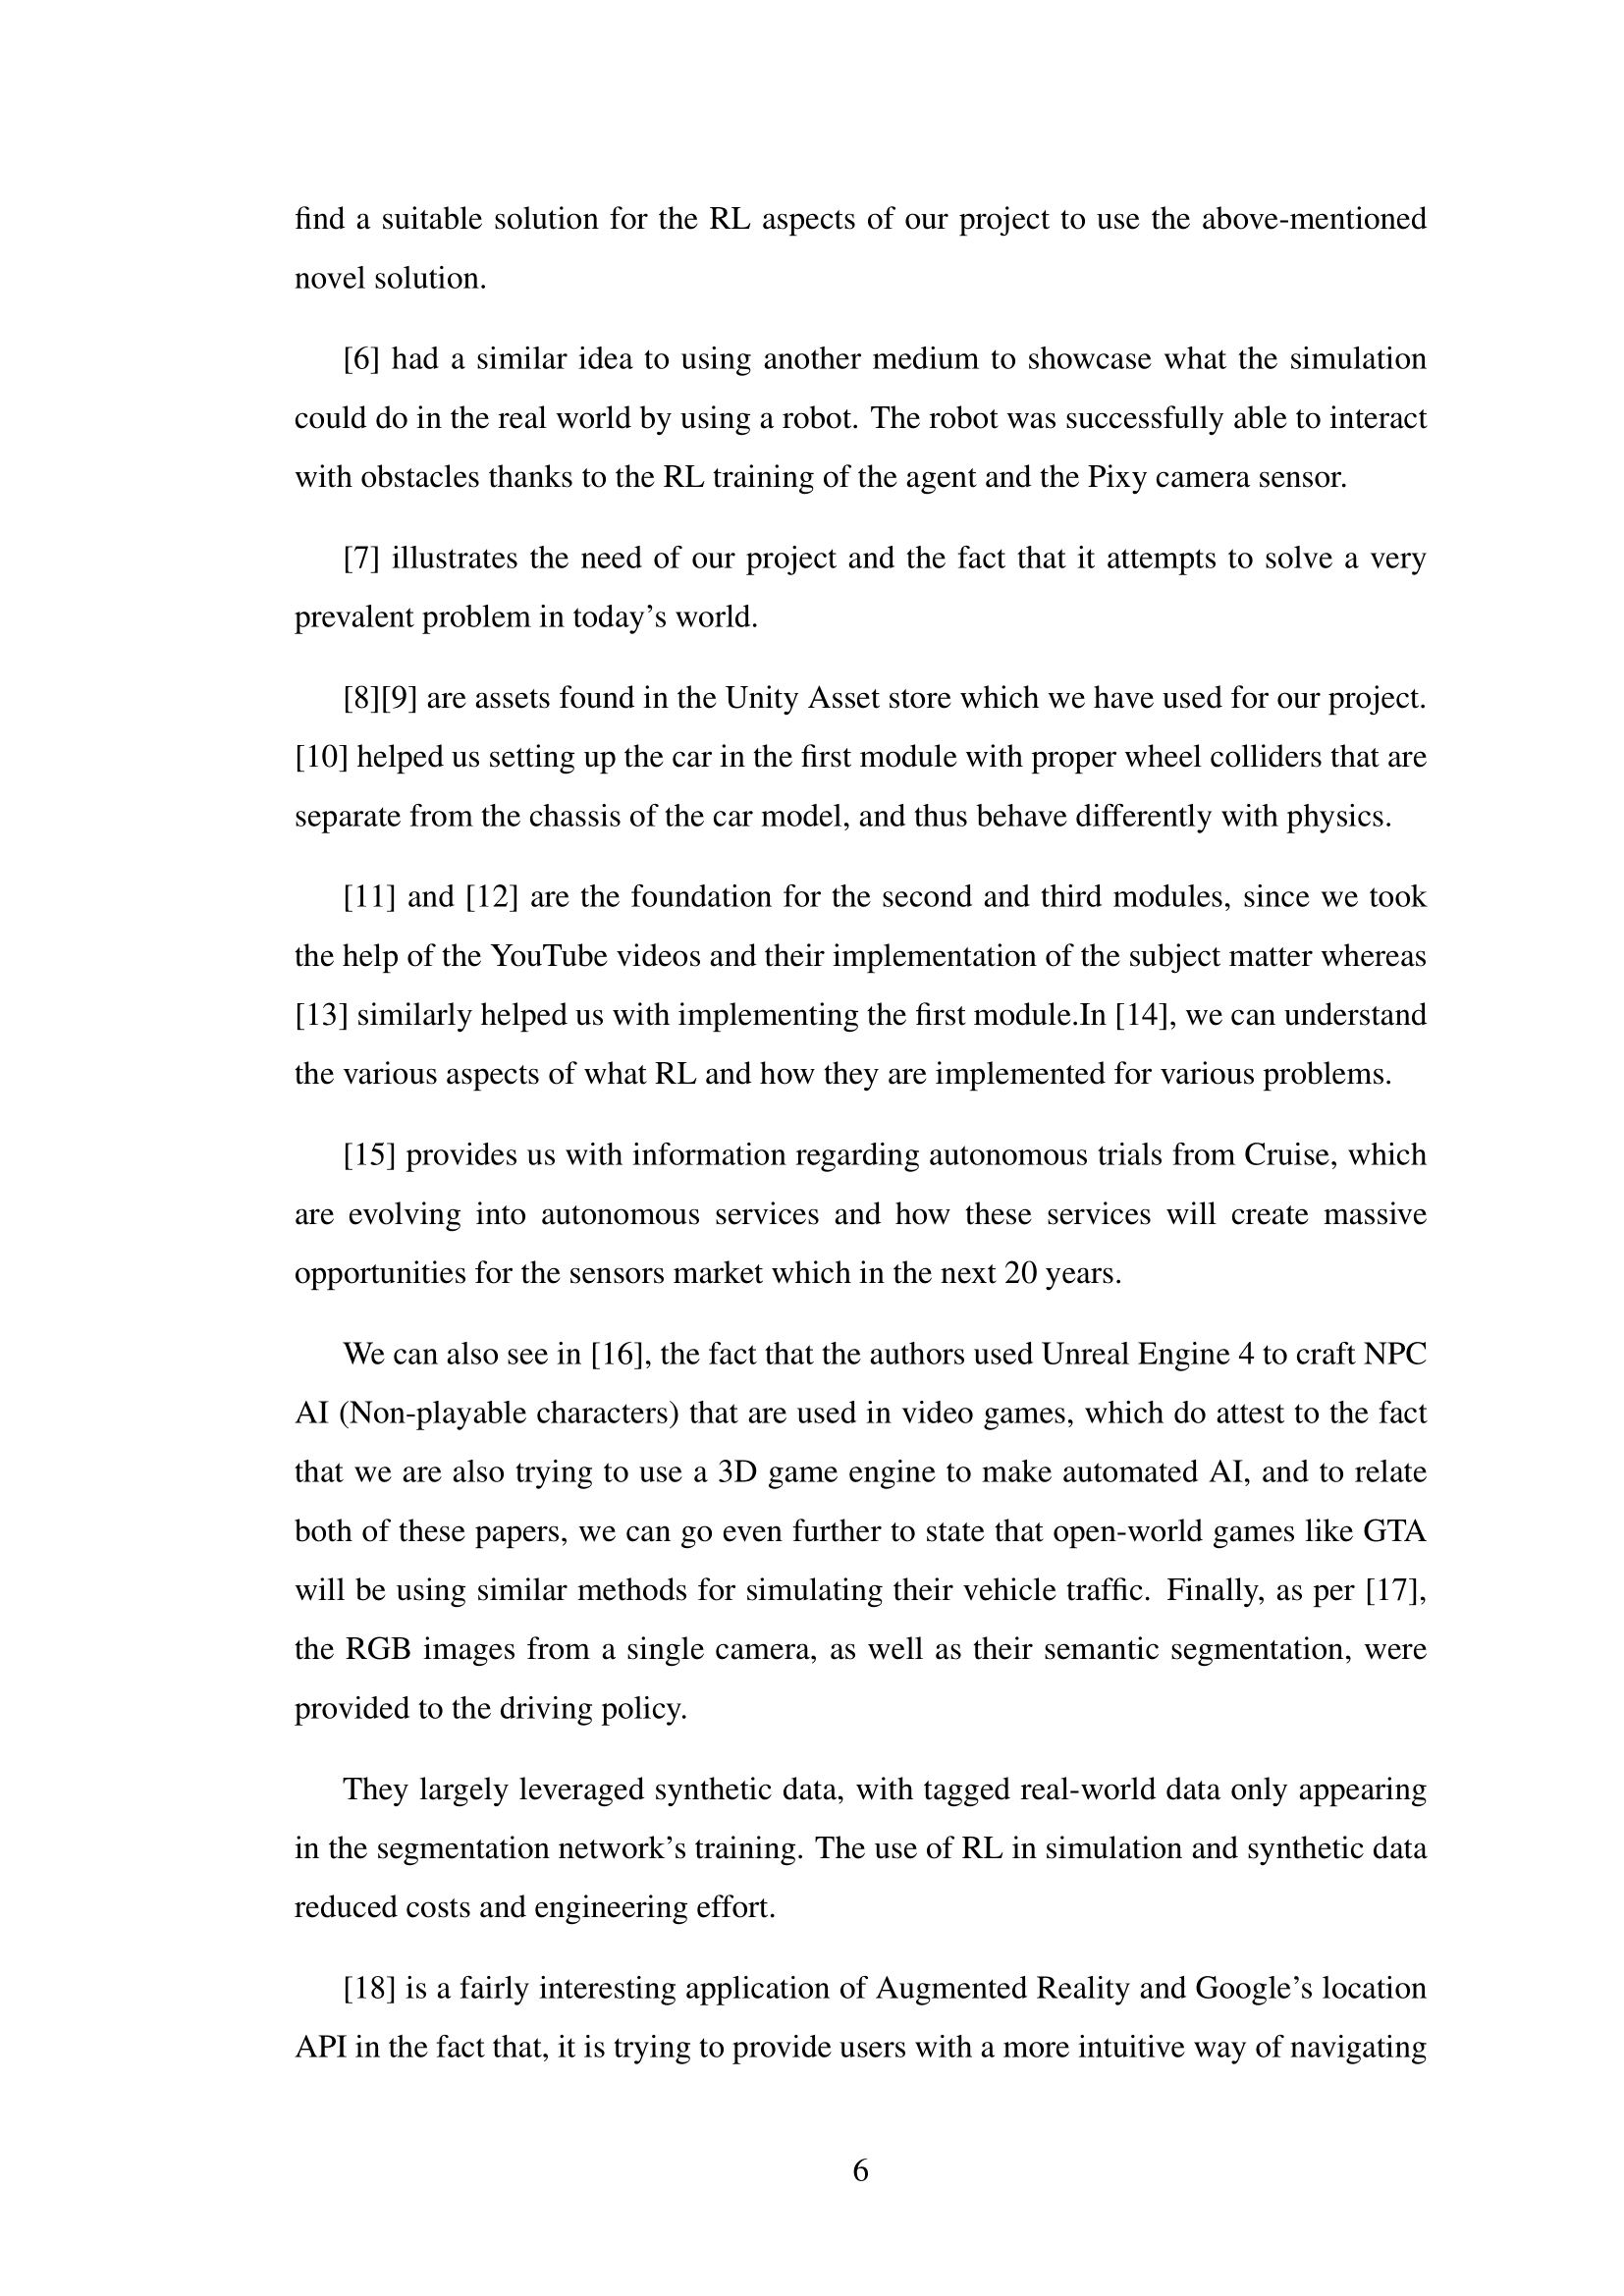 find a suitable solution for the RL aspects of our project to use the above-mentioned
novel solution.
[6] had a similar idea to using another medium to showcase what the simulation
could do in the real world by using a robot. The robot was successfully able to interact
with obstacles thanks to the RL training of the agent and the Pixy camera sensor.
[7] illustrates the need of our project and the fact that it attempts to solve a very
prevalent problem in today’s world.
[8][9] are assets found in the Unity Asset store which we have used for our project.
[10] helped us setting up the car in the first module with proper wheel colliders that are
separate from the chassis of the car model, and thus behave differently with physics.
[11] and [12] are the foundation for the second and third modules, since we took
the help of the YouTube videos and their implementation of the subject matter whereas
[13] similarly helped us with implementing the first module.In [14], we can understand
the various aspects of what RL and how they are implemented for various problems.
[15] provides us with information regarding autonomous trials from Cruise, which
are evolving into autonomous services and how these services will create massive
opportunities for the sensors market which in the next 20 years.
We can also see in [16], the fact that the authors used Unreal Engine 4 to craft NPC
AI (Non-playable characters) that are used in video games, which do attest to the fact
that we are also trying to use a 3D game engine to make automated AI, and to relate
both of these papers, we can go even further to state that open-world games like GTA
will be using similar methods for simulating their vehicle traffic. Finally, as per [17],
the RGB images from a single camera, as well as their semantic segmentation, were
provided to the driving policy.
They largely leveraged synthetic data, with tagged real-world data only appearing
in the segmentation network’s training. The use of RL in simulation and synthetic data
reduced costs and engineering effort.
[18] is a fairly interesting application of Augmented Reality and Google’s location
API in the fact that, it is trying to provide users with a more intuitive way of navigating
6